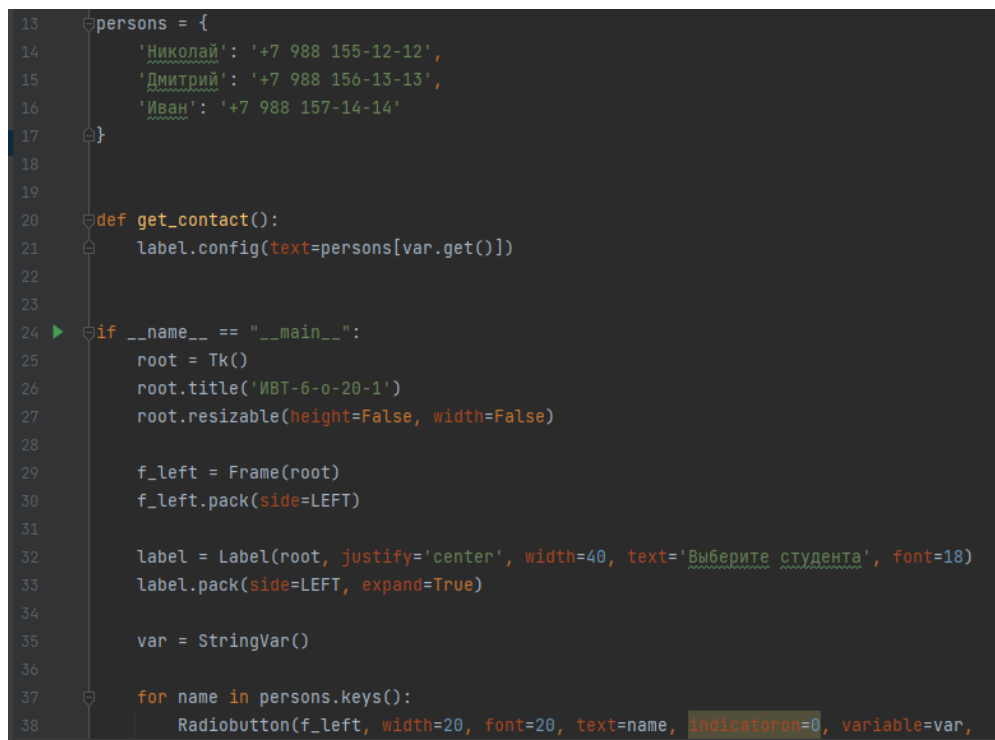 13 persons = {
14 'Николай': '+7 988 155-12-12',
15 'Дмитрий': '+7 988 156-13-13',
16 'Иван': '+7 988 157-14-14'
17 }
18
19
20 def get_contact():
21 label.config(text=persons[var.get()])
22
23
24 if __name__ == "__main__":
25 root = Tk()
26 root.title('ИВТ-б-о-20-1')
27 root.resizable(height=False, width=False)
28
29 f_left = Frame(root)
30 f_left.pack(side=LEFT)
31
32 label = Label(root, justify='center', width=40, text='Выберите студента', font=18)
33 label.pack(side=LEFT, expand=True)
34
35 var = StringVar()
36
37 for name in persons.keys():
38 Radiobutton(f_left, width=20, font=20, text=name, indicatoron=0, variable=var,